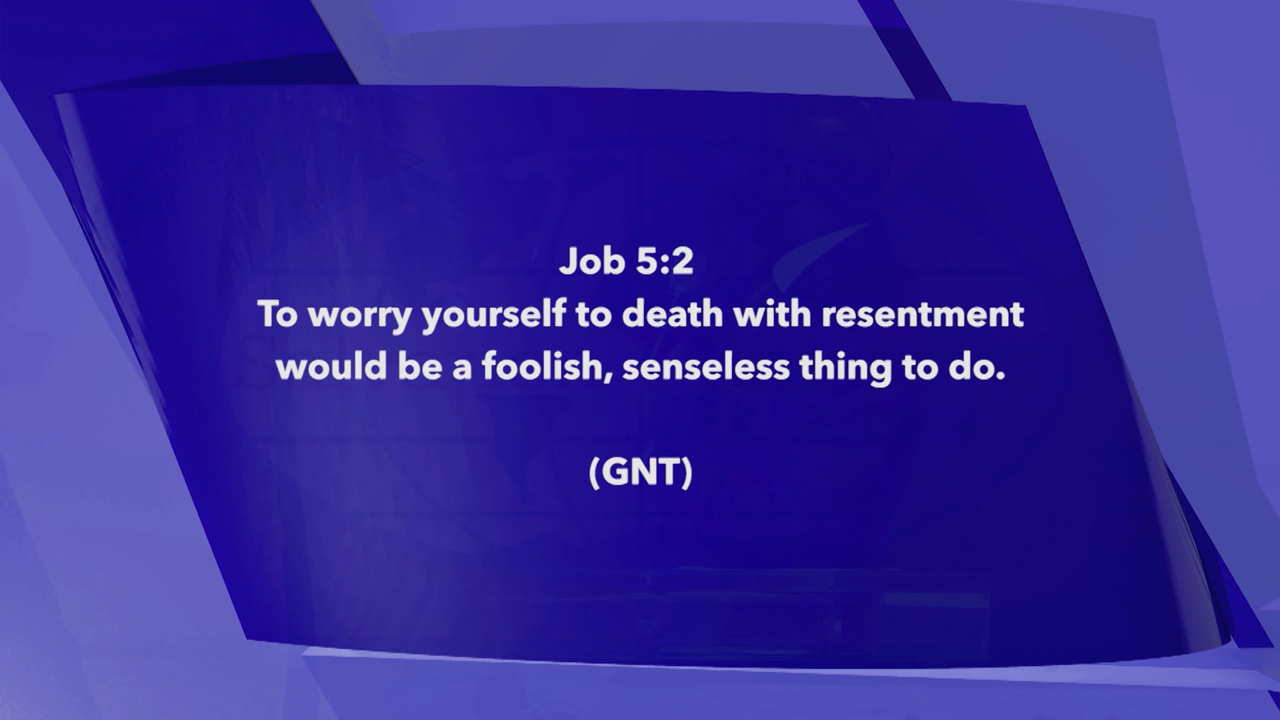 Job 5:2
To worry yourself to death with resentment
would be a foolish, senseless thing to do.
(GNT)